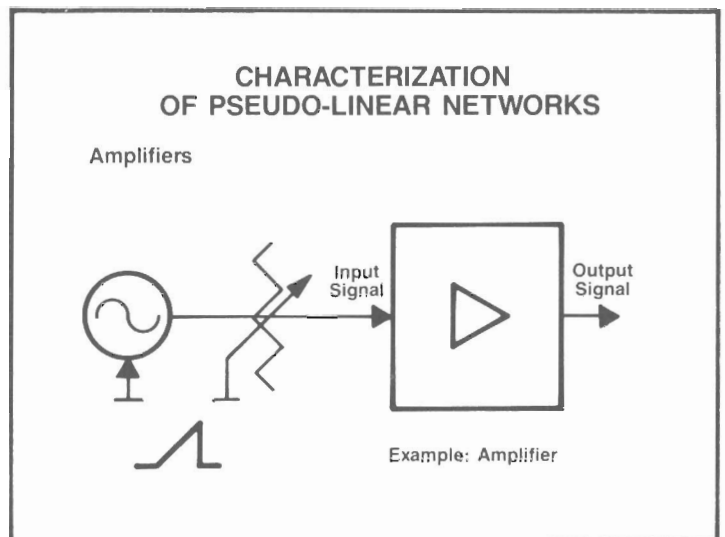 CHARACTERIZATION
OF PSEUDO-LINEAR NETWORKS
Amplifiers
Input
Signal
Output
Signal
Example: Amplifier